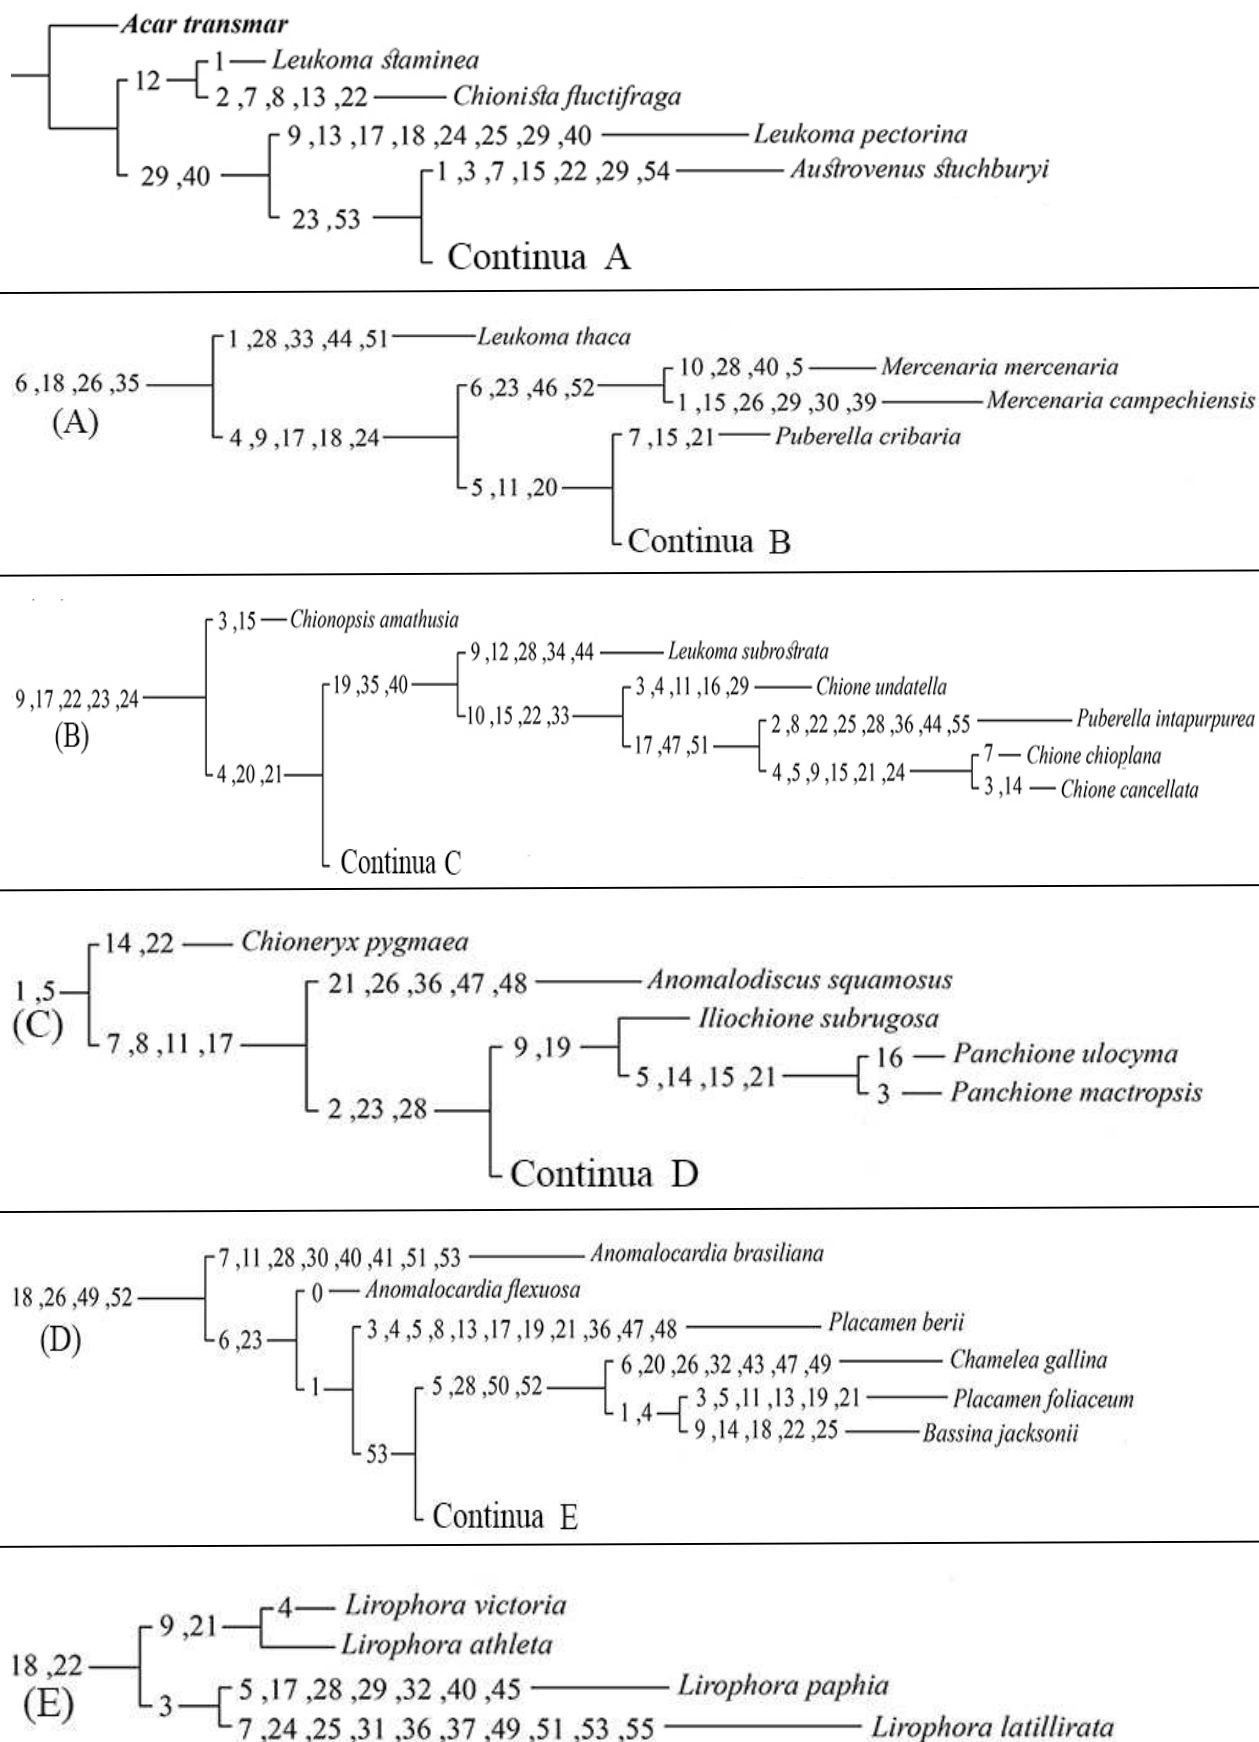 Acar transmar
1 Leukoma staminea
12
2 ,7 ,8 ,13 ,22 Chionista fluctifraga
9 ,13 ,17 ,18 ,24 ,25 ,29 ,40 Leukoma pectorina
29 ,40
1 ,3 ,7 ,15 ,22 ,29 ,54 Austrovenus stuchburyi
23 ,53
Continua A
1 ,28 ,33 ,44 ,51 Leukoma thaca
10 ,28 ,40 ,5 Mercenaria mercenaria
6 ,18 ,26 ,35
6 ,23 ,46 ,52
1 ,15 ,26 ,29 ,30 ,39 Mercenaria campechiensis
(A)
4 ,9 ,17 ,18 ,24
7 ,15 ,21 Puberella cribaria
5 ,11 ,20
Continua B
3 ,15 Chionopsis amathusia
9 ,12 ,28 ,34 ,44 Leukoma subrostrata
19 ,35 ,40
3 ,4 ,11 ,16 ,29 Chione undatella
9 ,17 ,22 ,23 ,24
10 ,15 ,22 ,33
2 ,8 ,22 ,25 ,28 ,36 ,44 ,55 Puberella intapurpurea
(B)
17 ,47 ,51
7 Chione chioplana
4 ,20 ,21
4 ,5 ,9 ,15 ,21 ,24
3 ,14 Chione cancellata
Continua C
14 ,22 Chioneryx pygmaea
21 ,26 ,36 ,47 ,48 Anomalodiscus squamosus
1 ,5
(C)
Iliochione subrugosa
7 ,8 ,11 ,17
9 ,19
16 Panchione ulocyma
5 ,14 ,15 ,21
3 Panchione mactropsis
2 ,23 ,28
Continua D
7 ,11 ,28 ,30 ,40 ,41 ,51 ,53 Anomalocardia brasiliana
18 ,26 ,49 ,52
0 Anomalocardia flexuosa
(D)
6 ,23
3 ,4 ,5 ,8 ,13 ,17 ,19 ,21 ,36 ,47 ,48 Placamen berii
6 ,20 ,26 ,32 ,43 ,47 ,49 Chamelea gallina
1
5 ,28 ,50 ,52
3 ,5 ,11 ,13 ,19 ,21 Placamen foliaceum
1 ,4
9 ,14 ,18 ,22 ,25 Bassina jacksonii
53
Continua E
4 Lirophora victoria
9 ,21
Lirophora athleta
18 ,22
5 ,17 ,28 ,29 ,32 ,40 ,45 Lirophora paphia
(E)
3
7 ,24 ,25 ,31 ,36 ,37 ,49 ,51 ,53 ,55 Lirophora latillirata